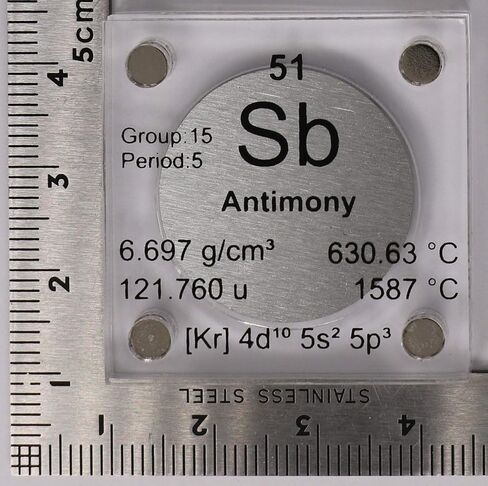 51
Sb
Group:15
Period:5
Antimony
6.697 g/cm³ 630.63 °C
121.760 u 1587 °C
[Kr] 4d¹⁰ 5s² 5p³
STAINLESS STEEL
5cm
4
3
2
1
1 2 3 4